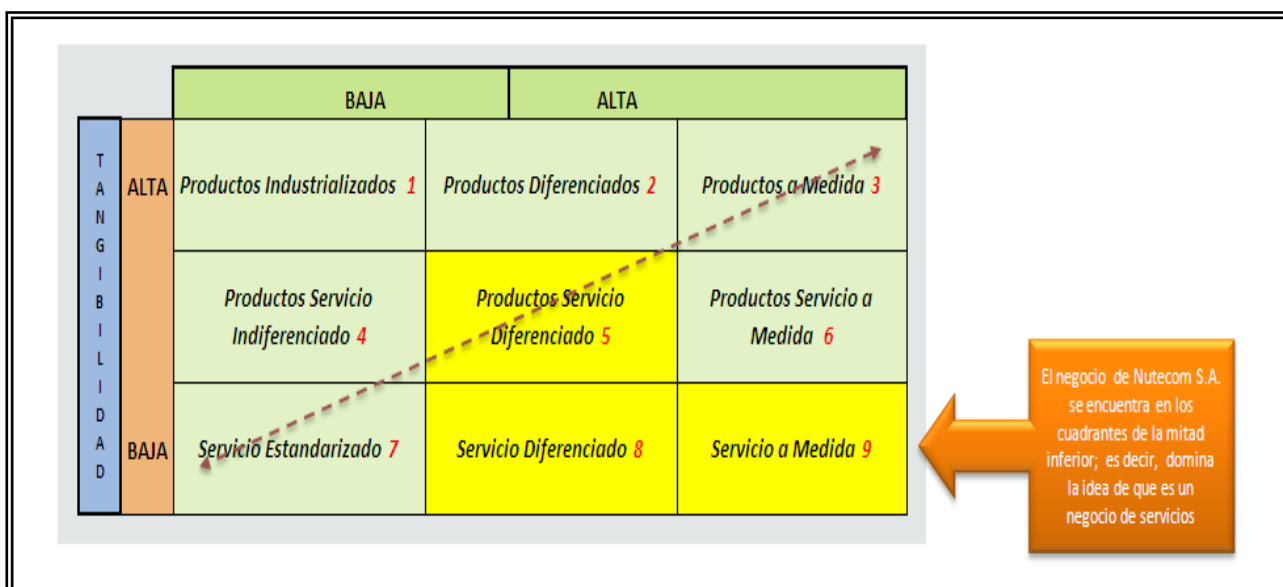 BAJA ALTA
TANGIBILIDAD
ALTA
Productos Industrializados 1
Productos Diferenciados 2
Productos a Medida 3
Productos Servicio
Indiferenciado 4
Productos Servicio
Diferenciado 5
Productos Servicio a
Medida 6
BAJA
Servicio Estandarizado 7
Servicio Diferenciado 8
Servicio a Medida 9
El negocio de Nutecom S.A.
se encuentra en los
cuadrantes de la mitad
inferior; es decir, domina
la idea de que es un
negocio de servicios